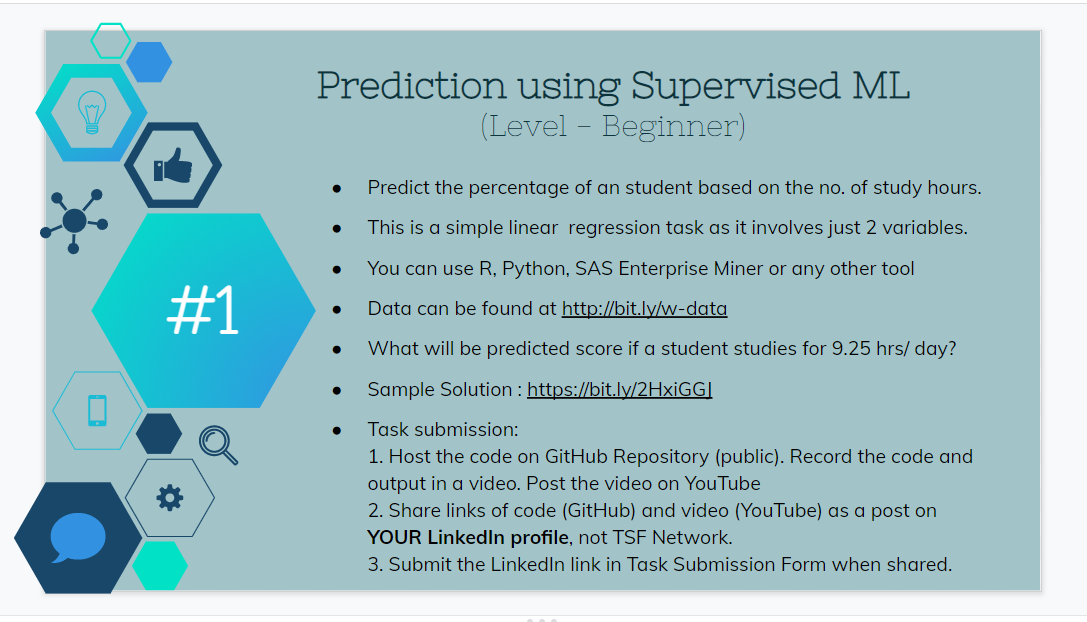 Prediction using Supervised ML
(Level - Beginner)
#1
● Predict the percentage of an student based on the no. of study hours.
● This is a simple linear regression task as it involves just 2 variables.
● You can use R, Python, SAS Enterprise Miner or any other tool
● Data can be found at http://bit.ly/w-data
● What will be predicted score if a student studies for 9.25 hrs/ day?
● Sample Solution : https://bit.ly/2HxiGGJ
● Task submission:
1. Host the code on GitHub Repository (public). Record the code and
output in a video. Post the video on YouTube
2. Share links of code (GitHub) and video (YouTube) as a post on
YOUR LinkedIn profile, not TSF Network.
3. Submit the LinkedIn link in Task Submission Form when shared.